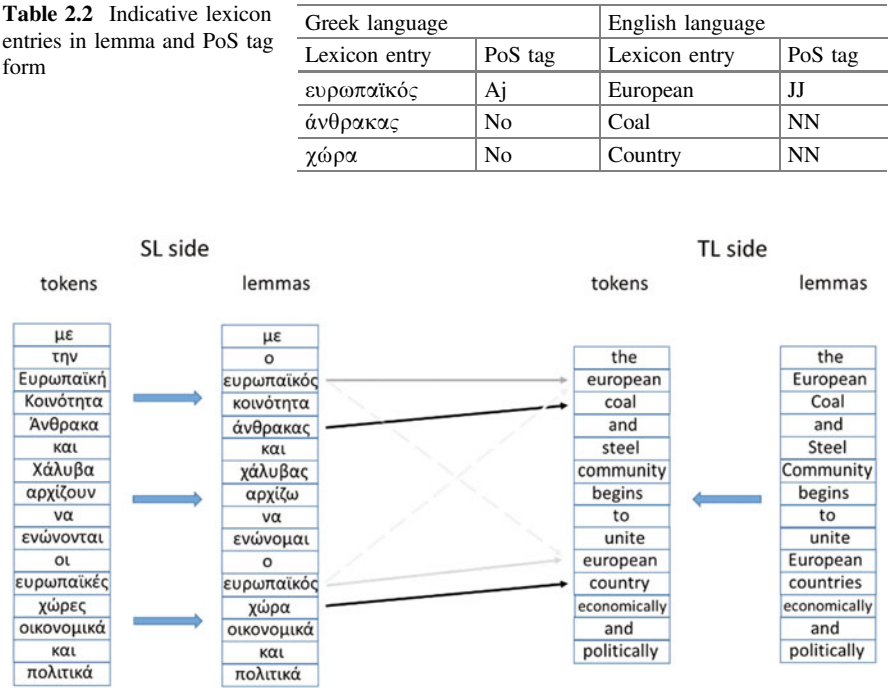 Table 2.2 Indicative lexicon
entries in lemma and PoS tag
form
Greek language English language
Lexicon entry PoS tag Lexicon entry PoS tag
ευρωπαϊκός Aj European JJ
άνθρακας No Coal NN
χώρα No Country NN
SL side TL side
tokens lemmas tokens lemmas
με με
την ο the the
Ευρωπαϊκή ευρωπαϊκός european European
Κοινότητα κοινότητα coal Coal
Άνθρακα άνθρακας and and
και και steel Steel
Χάλυβα χάλυβας community Community
αρχίζουν αρχίζω begins begins
να να to to
ενώνονται ενώνομαι unite unite
οι ο european European
ευρωπαϊκές ευρωπαϊκός country countries
χώρες χώρα economically economically
οικονομικά οικονομικά and and
και και politically politically
πολιτικά πολιτικά